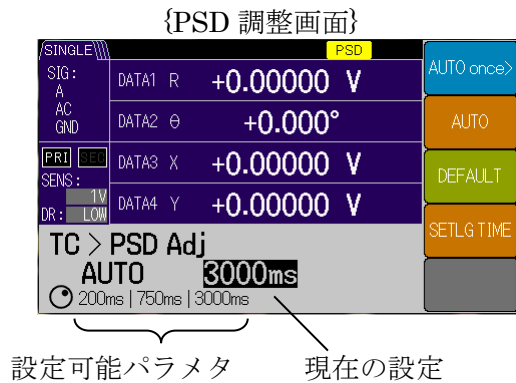 {PSD 調整画面}
SINGLE
PSD
SIG:
A
AC
GND
DATA1 R +0.00000 V
DATA2 θ +0.000°
PRI SEC
DATA3 X +0.00000 V
SENS:
1V
DATA4 Y +0.00000 V
DR: LOW
TC > PSD Adj
AUTO 3000ms
200ms | 750ms | 3000ms
AUTO once>
AUTO
DEFAULT
SETLG TIME
設定可能パラメタ
現在の設定